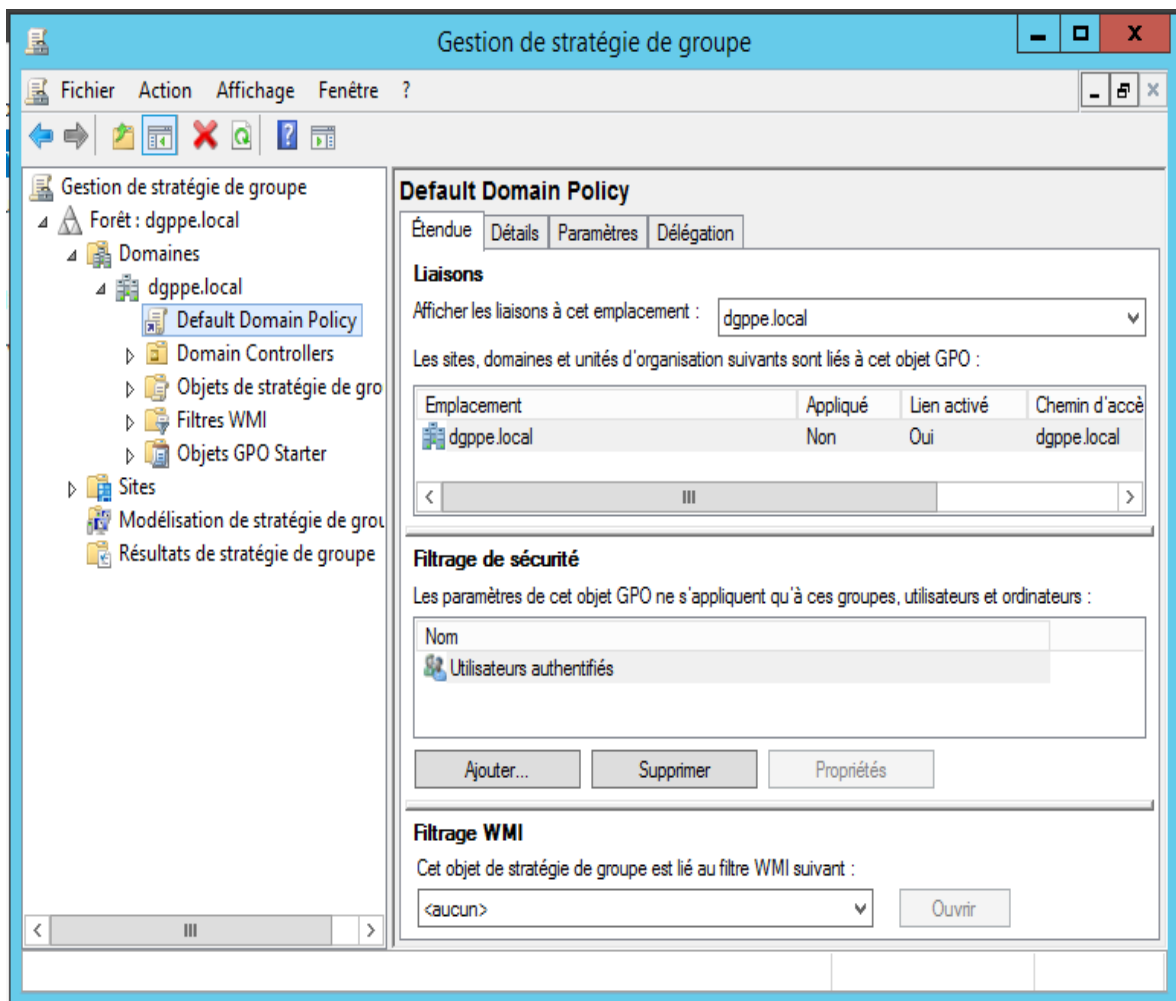 Gestion de stratégie de groupe
Fichier Action Affichage Fenêtre ?
Gestion de stratégie de groupe
Forêt : dgppe.local
Domaines
dgppe.local
Default Domain Policy
Domain Controllers
Objets de stratégie de gro
Filtres WMI
Objets GPO Starter
Sites
Modélisation de stratégie de grou
Résultats de stratégie de groupe
Default Domain Policy
Étendue Détails Paramètres Délégation
Liaisons
Afficher les liaisons à cet emplacement : dgppe.local
Les sites, domaines et unités d'organisation suivants sont liés à cet objet GPO :
Emplacement Appliqué Lien activé Chemin d'accè
dgppe.local Non Oui dgppe.local
Filtrage de sécurité
Les paramètres de cet objet GPO ne s'appliquent qu'à ces groupes, utilisateurs et ordinateurs :
Nom
Utilisateurs authentifiés
Ajouter... Supprimer Propriétés
Filtrage WMI
Cet objet de stratégie de groupe est lié au filtre WMI suivant :
<aucun> Ouvrir